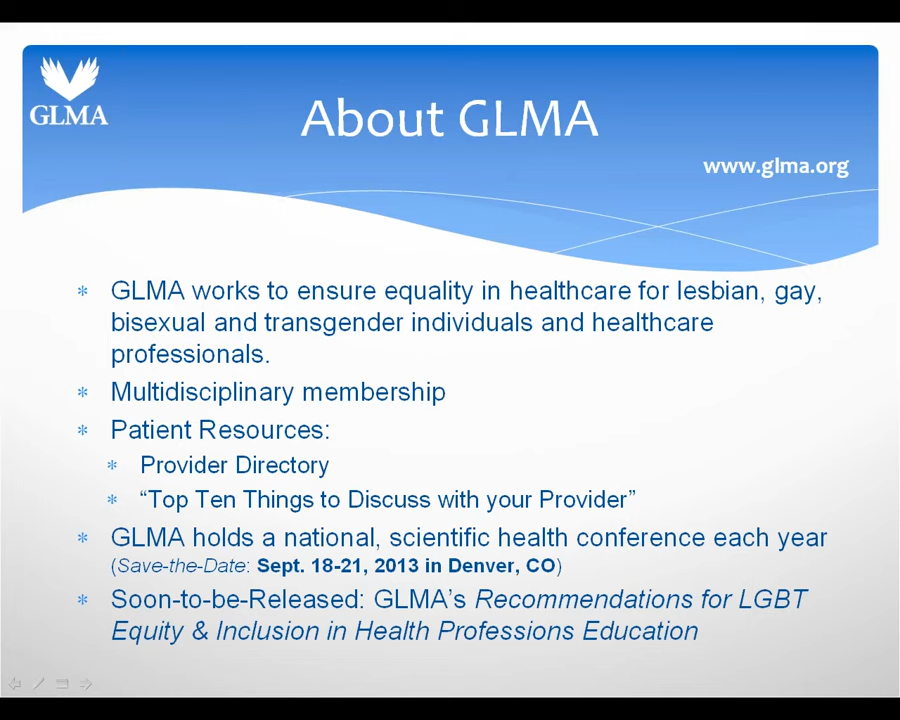 GLMA
About GLMA
www.glma.org
* GLMA works to ensure equality in healthcare for lesbian, gay,
bisexual and transgender individuals and healthcare
professionals.
* Multidisciplinary membership
* Patient Resources:
* Provider Directory
* “Top Ten Things to Discuss with your Provider”
* GLMA holds a national, scientific health conference each year
(Save-the-Date: Sept. 18-21, 2013 in Denver, CO)
* Soon-to-be-Released: GLMA’s Recommendations for LGBT
Equity & Inclusion in Health Professions Education